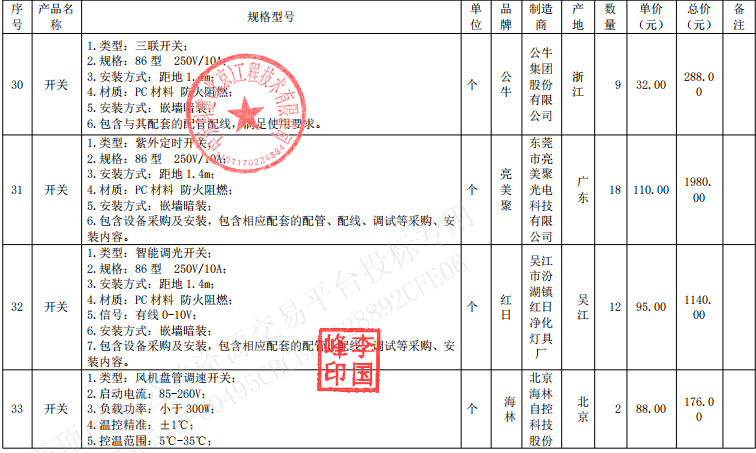 序号 产品名称 规格型号 单位 品牌 制造商 产地 数量 单价（元） 总价（元） 备注
30 开关 个 公牛 公牛集团股份有限公司 浙江 9 32.00 288.00
1.类型：三联开关；
2.规格：86 型 250V/10A；
3.安装方式：距地 1.4m；
4.材质：PC 材料 防火阻燃；
5.安装方式：嵌墙暗装；
6.包含与其配套的配管配线，满足使用要求。
31 开关 个 亮美聚 东莞市亮美聚光电科技有限公司 广东 18 110.00 1980.00
1.类型：紫外定时开关；
2.规格：86 型 250V/10A；
3.安装方式：距地 1.4m；
4.材质：PC 材料 防火阻燃；
5.安装方式：嵌墙暗装；
6.包含设备采购及安装，包含相应配套的配管、配线、调试等采购、安
装内容。
32 开关 个 红日 吴江市汾湖镇红日净化灯具厂 吴江 12 95.00 1140.00
1.类型：智能调光开关；
2.规格：86 型 250V/10A；
3.安装方式：距地 1.4m；
4.材质：PC 材料 防火阻燃；
5.信号：有线 0-10V；
6.安装方式：嵌墙暗装；
7.包含设备采购及安装，包含相应配套的配管、配线、调试等采购、安
装内容。
33 开关 个 海林 北京海林自控科技股份 北京 2 88.00 176.00
1.类型：风机盘管调速开关；
2.启动电流：85-260V；
3.负载功率：小于 300W；
4.温控精准：±1℃；
5.控温范围：5℃-35℃；
李国峰印